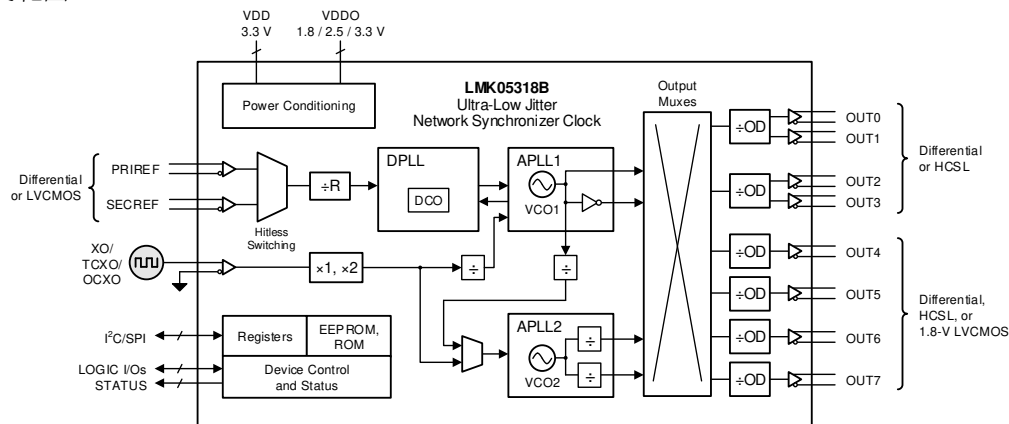 VDD
3.3 V
VDDO
1.8 / 2.5 / 3.3 V
Power Conditioning
LMK05318B
Ultra-Low Jitter
Network Synchronizer Clock
Output
Muxes
Differential
or LVCMOS
PRIREF
SECREF
Hitless
Switching
÷R
DPLL
DCO
APLL1
VCO1
÷OD
OUT0
OUT1
÷OD
OUT2
OUT3
Differential
or HCSL
XO/
TCXO/
OCXO
×1, ×2
÷
÷
÷OD
OUT4
÷OD
OUT5
÷OD
OUT6
÷OD
OUT7
Differential,
HCSL, or
1.8-V LVCMOS
APLL2
VCO2
÷
÷
I²C/SPI
LOGIC I/Os
STATUS
Registers
EEPROM,
ROM
Device Control
and Status